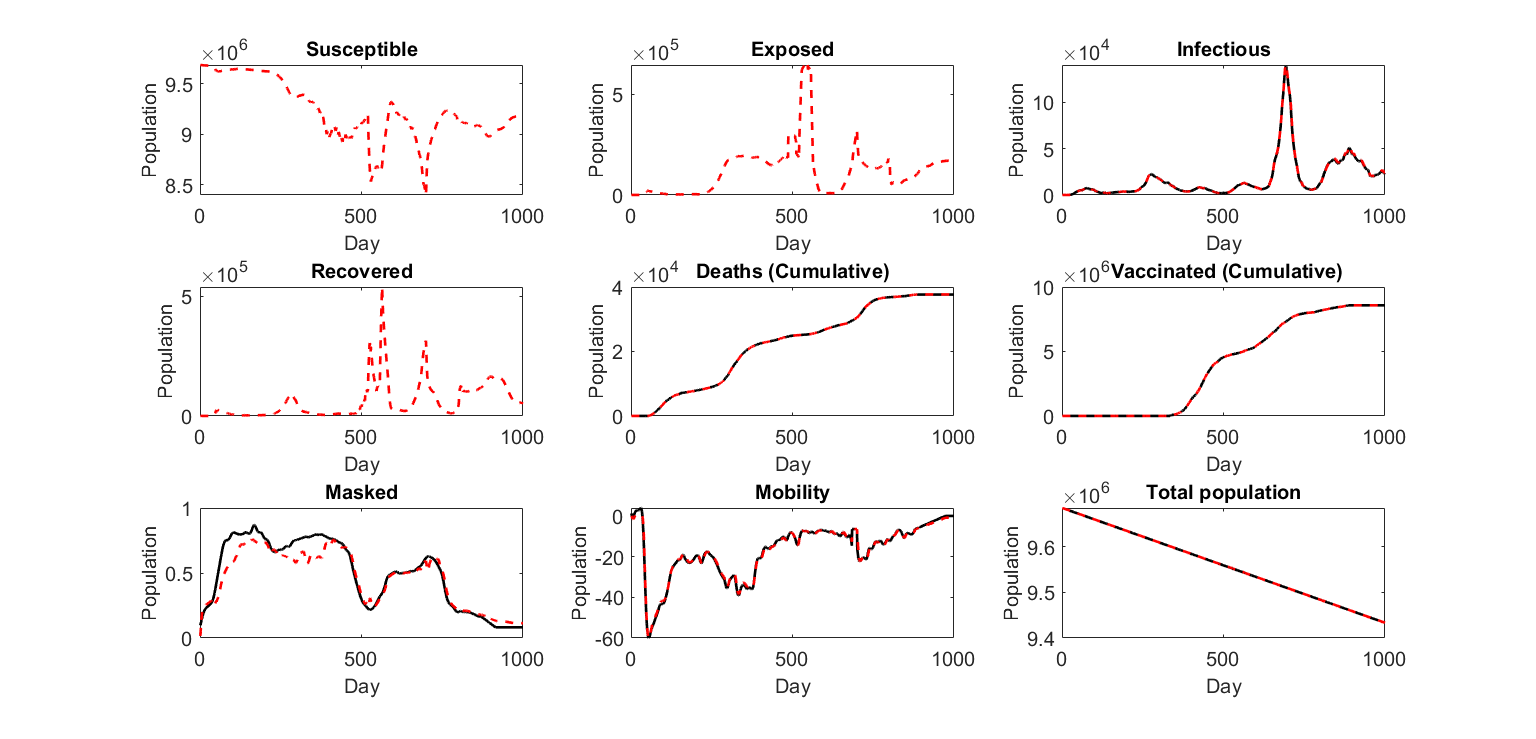 Susceptible
×10^6
Population
9.5
9
8.5
0 500 1000
Day
Exposed
×10^5
Population
5
0
0 500 1000
Day
Infectious
×10^4
Population
10
5
0
0 500 1000
Day
Recovered
×10^5
Population
5
0
0 500 1000
Day
Deaths (Cumulative)
×10^4
Population
4
2
0
0 500 1000
Day
Vaccinated (Cumulative)
×10^6
Population
10
5
0
0 500 1000
Day
Masked
Population
1
0.5
0
0 500 1000
Day
Mobility
Population
0
-20
-40
-60
0 500 1000
Day
Total population
×10^6
Population
9.6
9.5
9.4
0 500 1000
Day